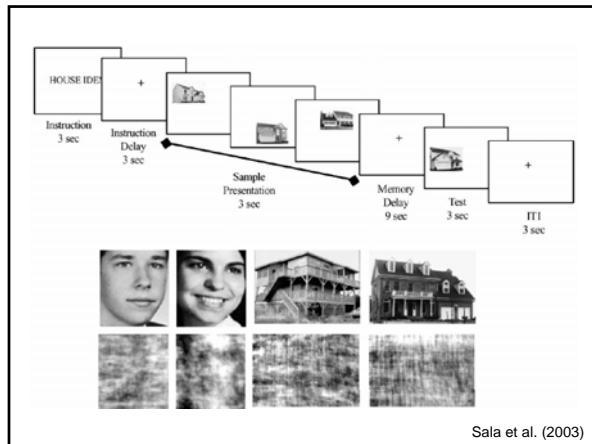 HOUSE IDEN
Instruction
3 sec
Instruction
Delay
3 sec
Sample
Presentation
3 sec
Memory
Delay
9 sec
Test
3 sec
ITI
3 sec
Sala et al. (2003)